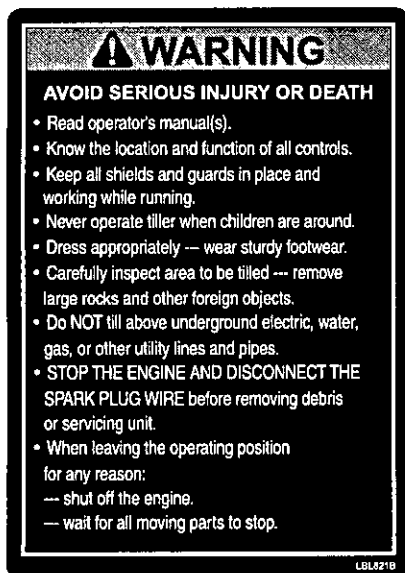 WARNING
AVOID SERIOUS INJURY OR DEATH
• Read operator's manual(s).
• Know the location and function of all controls.
• Keep all shields and guards in place and
working while running.
• Never operate tiller when children are around.
• Dress appropriately --- wear sturdy footwear.
• Carefully inspect area to be tilled --- remove
large rocks and other foreign objects.
• Do NOT till above underground electric, water,
gas, or other utility lines and pipes.
• STOP THE ENGINE AND DISCONNECT THE
SPARK PLUG WIRE before removing debris
or servicing unit.
• When leaving the operating position
for any reason:
--- shut off the engine.
--- wait for all moving parts to stop.
LBL821B